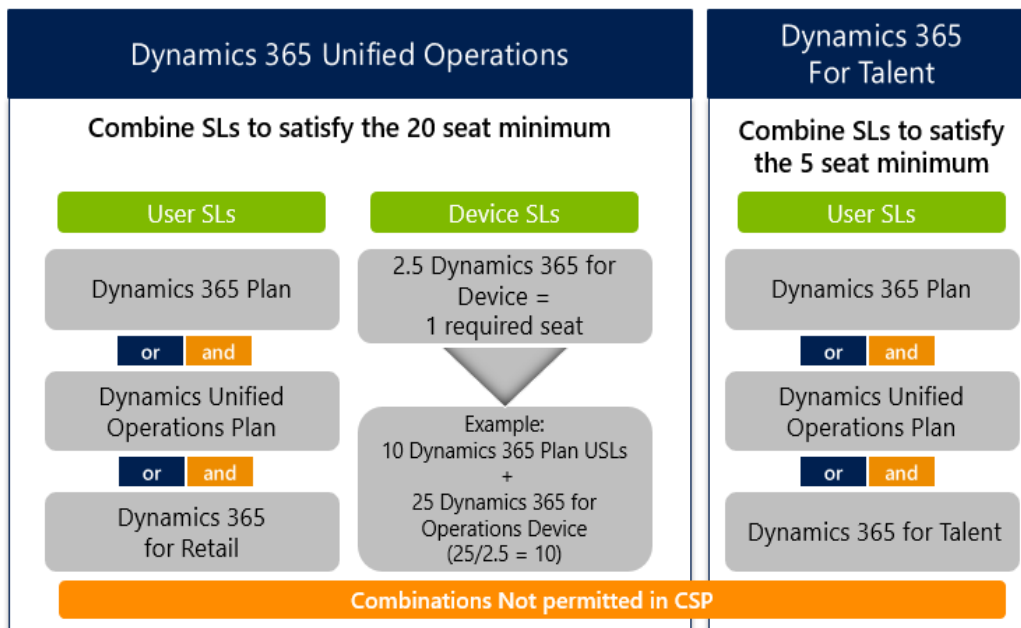 Dynamics 365 Unified Operations
Combine SLs to satisfy the 20 seat minimum
User SLs
Dynamics 365 Plan
or and
Dynamics Unified
Operations Plan
or and
Dynamics 365
for Retail
Device SLs
2.5 Dynamics 365 for
Device =
1 required seat
Example:
10 Dynamics 365 Plan USLs
+
25 Dynamics 365 for
Operations Device
(25/2.5 = 10)
Dynamics 365
For Talent
Combine SLs to satisfy
the 5 seat minimum
User SLs
Dynamics 365 Plan
or and
Dynamics Unified
Operations Plan
or and
Dynamics 365 for Talent
Combinations Not permitted in CSP